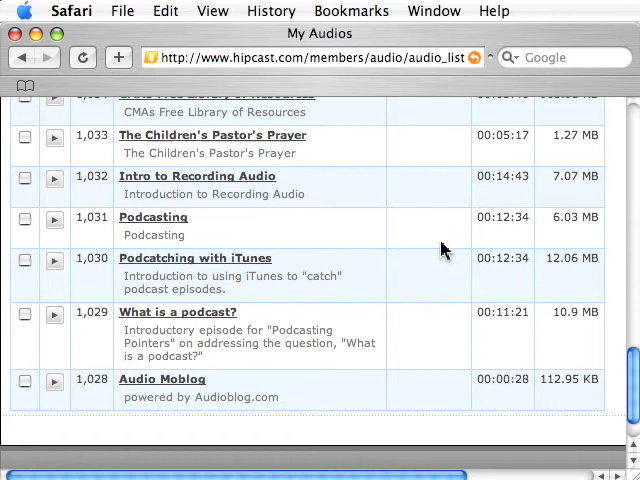 Safari File Edit View History Bookmarks Window Help
My Audios
http://www.hipcast.com/members/audio/audio_list
Google
CMAs Free Library of Resources
CMAs Free Library of Resources
1,033 The Children's Pastor's Prayer 00:05:17 1.27 MB
The Children's Pastor's Prayer
1,032 Intro to Recording Audio 00:14:43 7.07 MB
Introduction to Recording Audio
1,031 Podcasting 00:12:34 6.03 MB
Podcasting
1,030 Podcatching with iTunes 00:12:34 12.06 MB
Introduction to using iTunes to "catch"
podcast episodes.
1,029 What is a podcast? 00:11:21 10.9 MB
Introductory episode for "Podcasting
Pointers" on addressing the question, "What
is a podcast?"
1,028 Audio Moblog 00:00:28 112.95 KB
powered by Audioblog.com